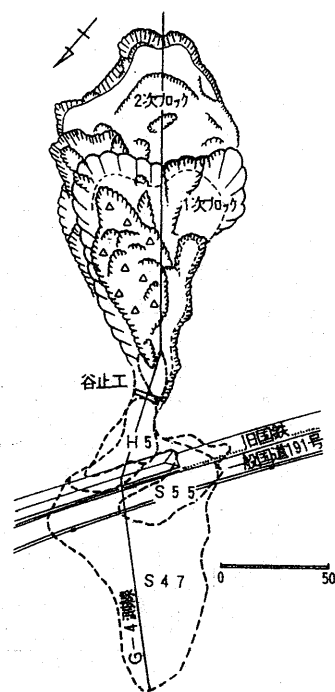 2次ブロック
1次ブロック
谷止工
H5
旧国鉄
一般国道191号
S55
S47
0 50
G-4測線